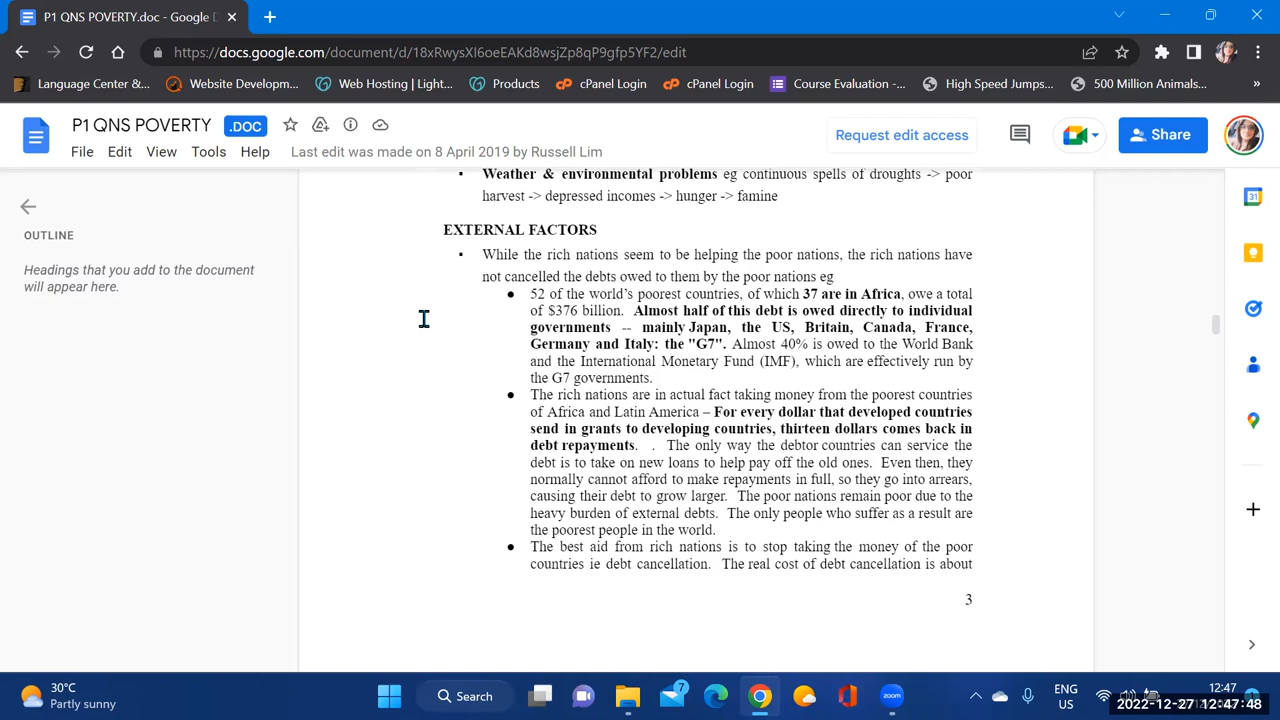 P1 QNS POVERTY.doc - Google D
https://docs.google.com/document/d/18xRwysXl6oeEAKd8wsjZp8qP9gfp5YF2/edit
Language Center &... Website Developm... Web Hosting | Light... Products cPanel Login cPanel Login Course Evaluation -... High Speed Jumps... 500 Million Animals... »
P1 QNS POVERTY .DOC
Request edit access
Share
File Edit View Tools Help Last edit was made on 8 April 2019 by Russell Lim
▪ Weather & environmental problems eg continuous spells of droughts -> poor
harvest -> depressed incomes -> hunger -> famine
OUTLINE
Headings that you add to the document
will appear here.
EXTERNAL FACTORS
▪ While the rich nations seem to be helping the poor nations, the rich nations have
not cancelled the debts owed to them by the poor nations eg
● 52 of the world's poorest countries, of which 37 are in Africa, owe a total
of $376 billion. Almost half of this debt is owed directly to individual
governments -- mainly Japan, the US, Britain, Canada, France,
Germany and Italy: the "G7". Almost 40% is owed to the World Bank
and the International Monetary Fund (IMF), which are effectively run by
the G7 governments.
● The rich nations are in actual fact taking money from the poorest countries
of Africa and Latin America – For every dollar that developed countries
send in grants to developing countries, thirteen dollars comes back in
debt repayments. . The only way the debtor countries can service the
debt is to take on new loans to help pay off the old ones. Even then, they
normally cannot afford to make repayments in full, so they go into arrears,
causing their debt to grow larger. The poor nations remain poor due to the
heavy burden of external debts. The only people who suffer as a result are
the poorest people in the world.
● The best aid from rich nations is to stop taking the money of the poor
countries ie debt cancellation. The real cost of debt cancellation is about
3
31
30°C
Partly sunny
Search
7
zoom
ENG
US
12:47
2022-12-27 12:47:48